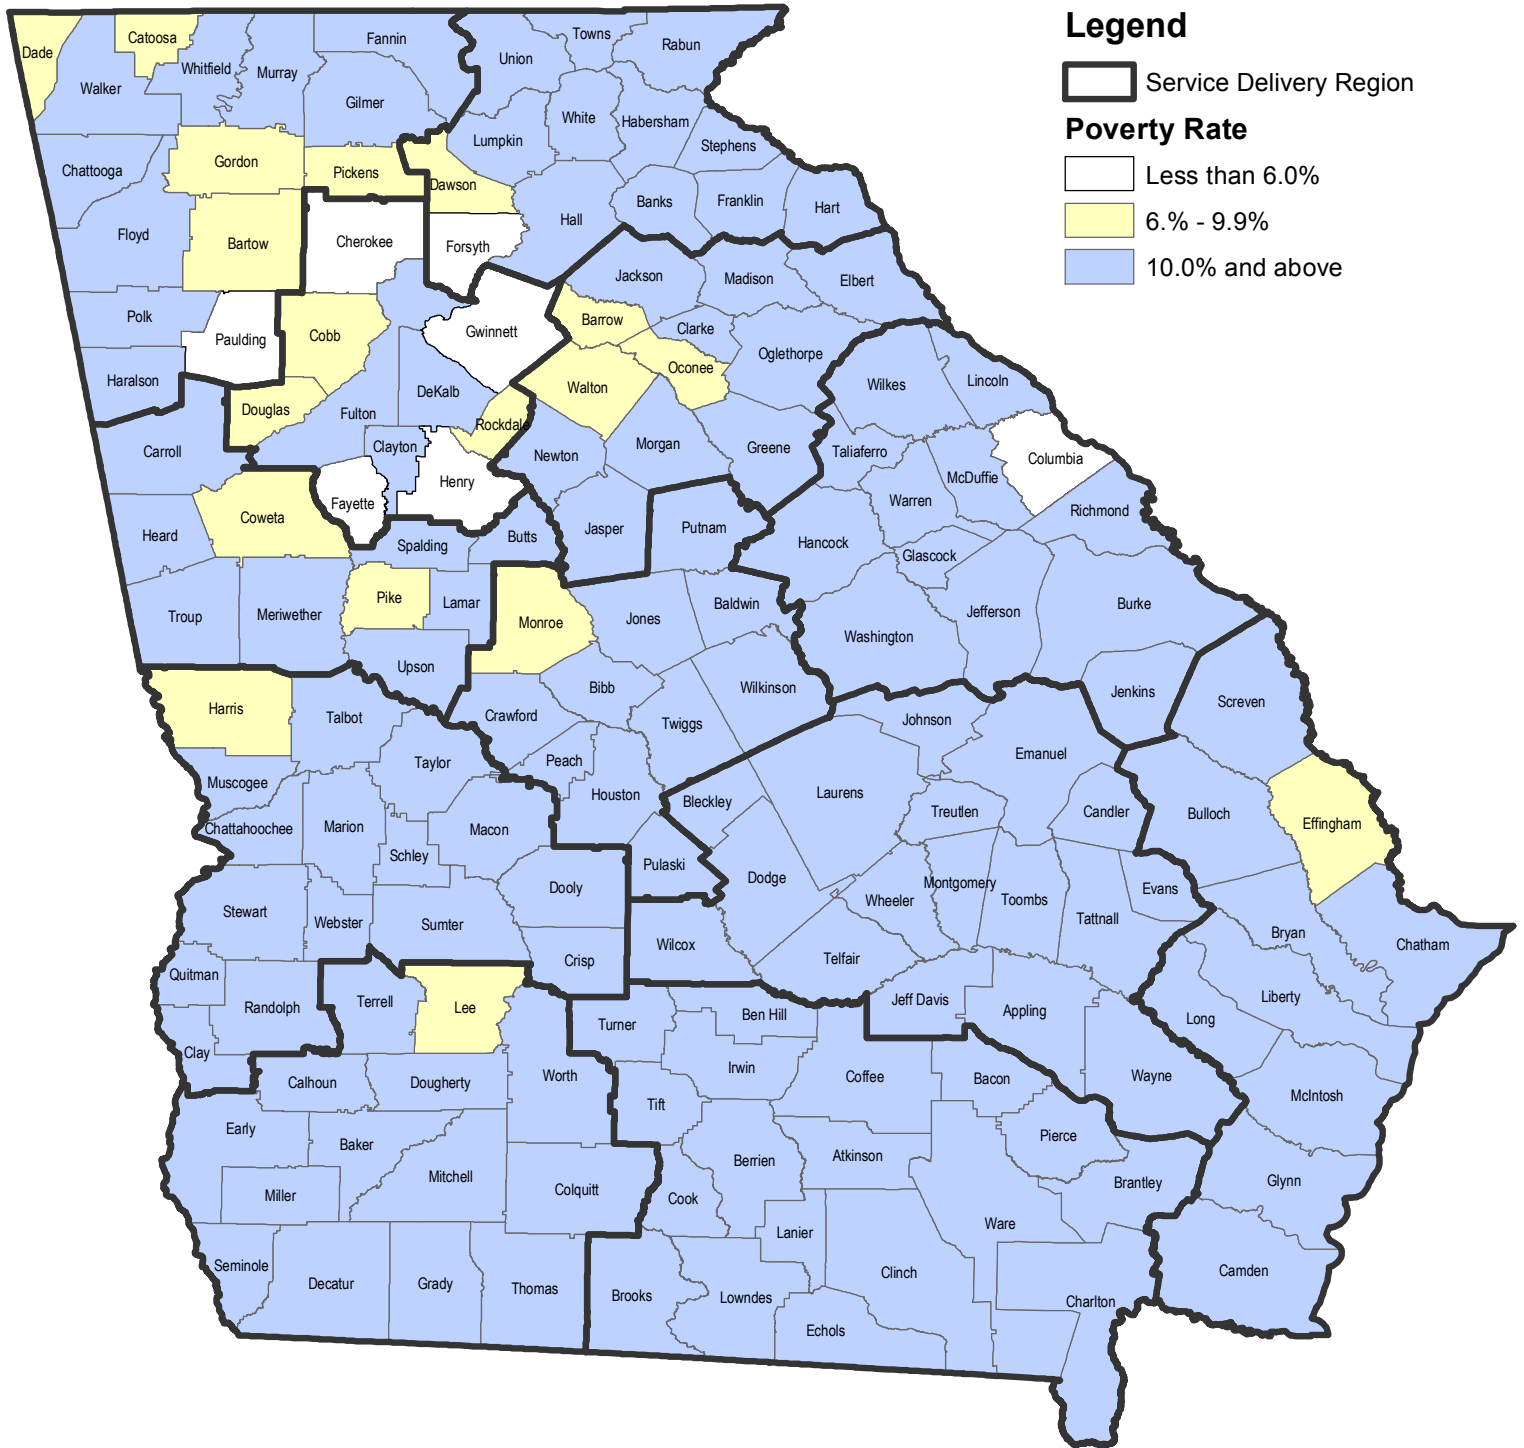 Legend
Service Delivery Region
Poverty Rate
Less than 6.0%
6.% - 9.9%
10.0% and above
Dade
Catoosa
Fannin
Union
Towns
Rabun
Walker
Whitfield
Murray
Gilmer
White
Habersham
Lumpkin
Stephens
Chattooga
Gordon
Pickens
Dawson
Banks
Franklin
Hart
Hall
Floyd
Bartow
Cherokee
Forsyth
Jackson
Madison
Elbert
Polk
Paulding
Cobb
Gwinnett
Barrow
Clarke
Oglethorpe
Oconee
Haralson
DeKalb
Walton
Wilkes
Lincoln
Douglas
Fulton
Rockdale
Carroll
Clayton
Newton
Morgan
Greene
Taliaferro
Columbia
McDuffie
Henry
Fayette
Warren
Richmond
Coweta
Heard
Spalding
Butts
Jasper
Putnam
Hancock
Glascock
Troup
Meriwether
Pike
Lamar
Monroe
Jones
Baldwin
Washington
Jefferson
Burke
Upson
Bibb
Wilkinson
Jenkins
Screven
Harris
Talbot
Crawford
Twiggs
Johnson
Emanuel
Taylor
Peach
Muscogee
Houston
Bleckley
Laurens
Treutlen
Candler
Bulloch
Effingham
Chattahoochee
Marion
Macon
Schley
Pulaski
Dodge
Dooly
Montgomery
Wheeler
Toombs
Evans
Tattnall
Stewart
Webster
Sumter
Wilcox
Bryan
Chatham
Crisp
Telfair
Quitman
Randolph
Terrell
Lee
Turner
Ben Hill
Jeff Davis
Appling
Liberty
Long
Clay
Calhoun
Dougherty
Worth
Irwin
Coffee
Bacon
Wayne
McIntosh
Tift
Early
Baker
Pierce
Mitchell
Berrien
Atkinson
Miller
Colquitt
Cook
Brantley
Glynn
Ware
Lanier
Seminole
Decatur
Grady
Thomas
Brooks
Lowndes
Clinch
Charlton
Camden
Echols